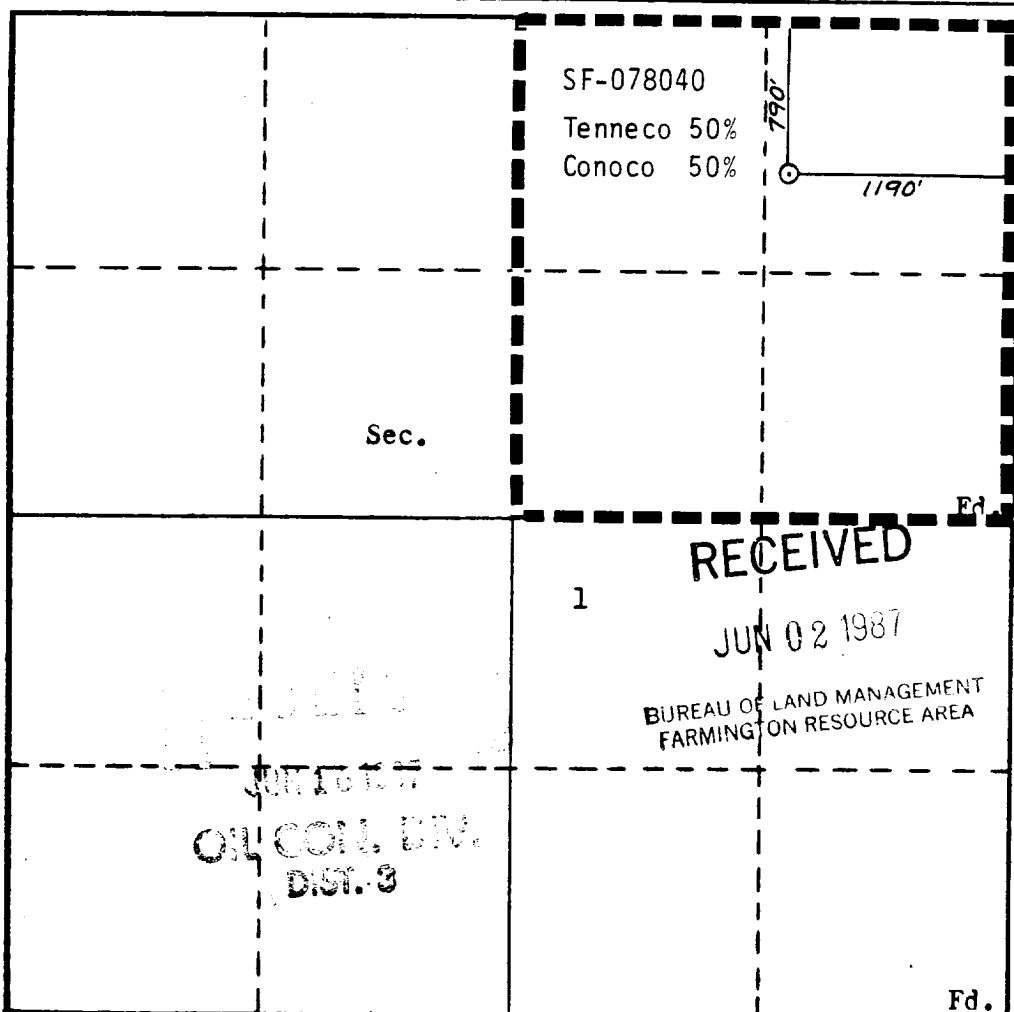 SF-078040
Tenneco 50%
Conoco 50%
790'
1190'
Sec.
Fd.
RECEIVED
1
JUN 02 1987
BUREAU OF LAND MANAGEMENT
FARMINGTON RESOURCE AREA
OIL CON. DIV.
DIST. 3
Fd.